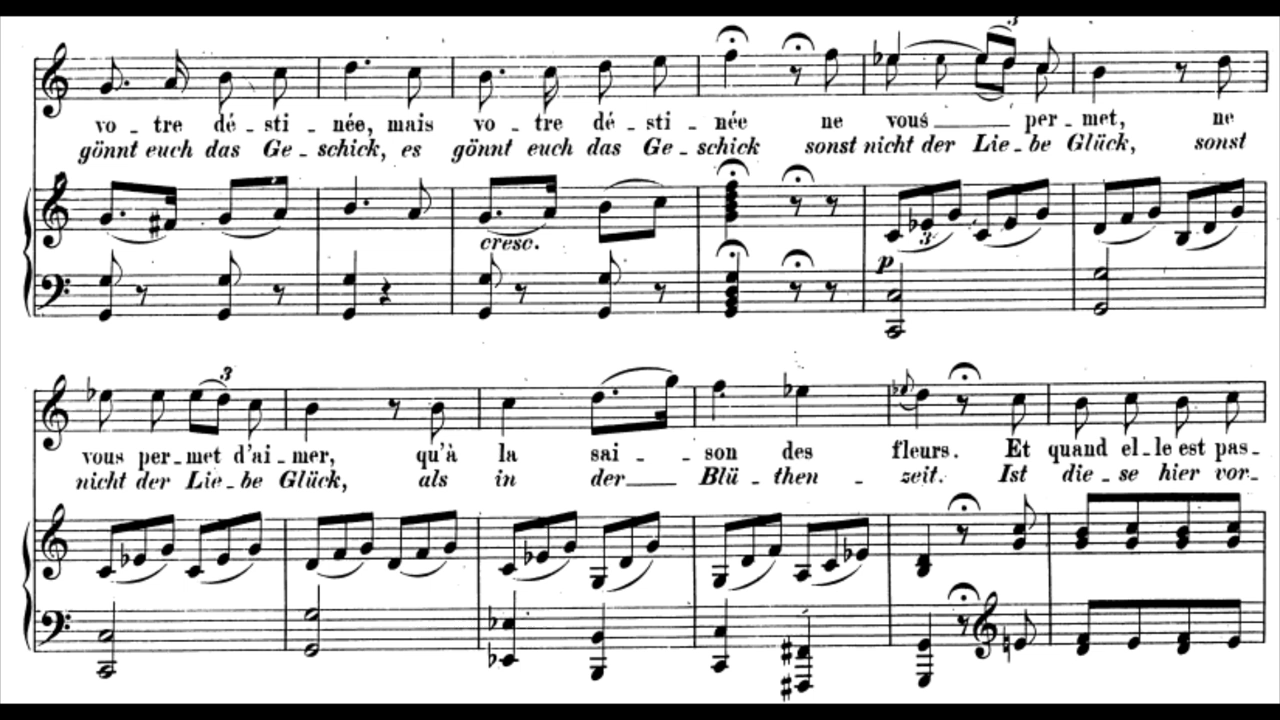 vo - tre dé - sti - née, mais vo - tre dé - sti - née ne vous ____ per - met, ne
gönnt euch das Ge - schick, es gönnt euch das Ge - schick sonst nicht der Lie - be Glück, sonst
cresc.
p
vous per - met d'ai - mer, qu'à la sai - - son des fleurs. Et quand el - le est pas -
nicht der Lie - be Glück, als in der ____ Blü - then - zeit. Ist die - se hier vor -